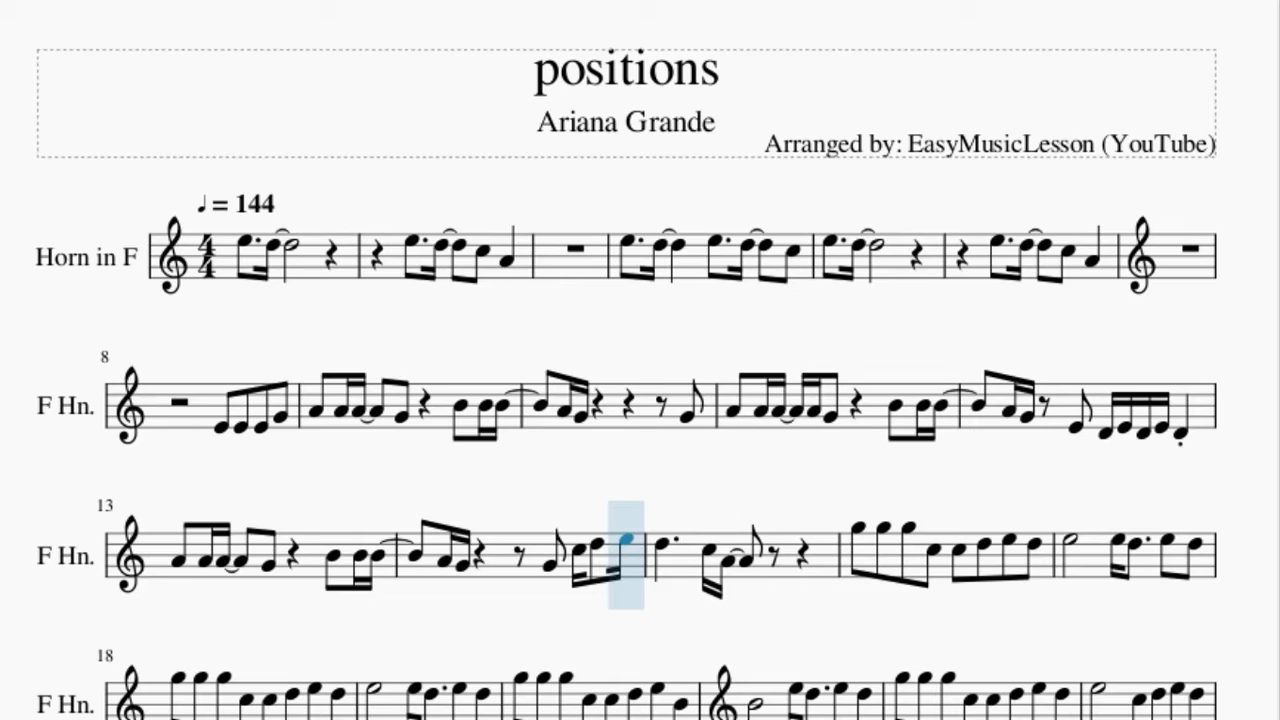 positions
Ariana Grande
Arranged by: EasyMusicLesson (YouTube)
♩ = 144
Horn in F
4
4
8
F Hn.
13
F Hn.
18
F Hn.